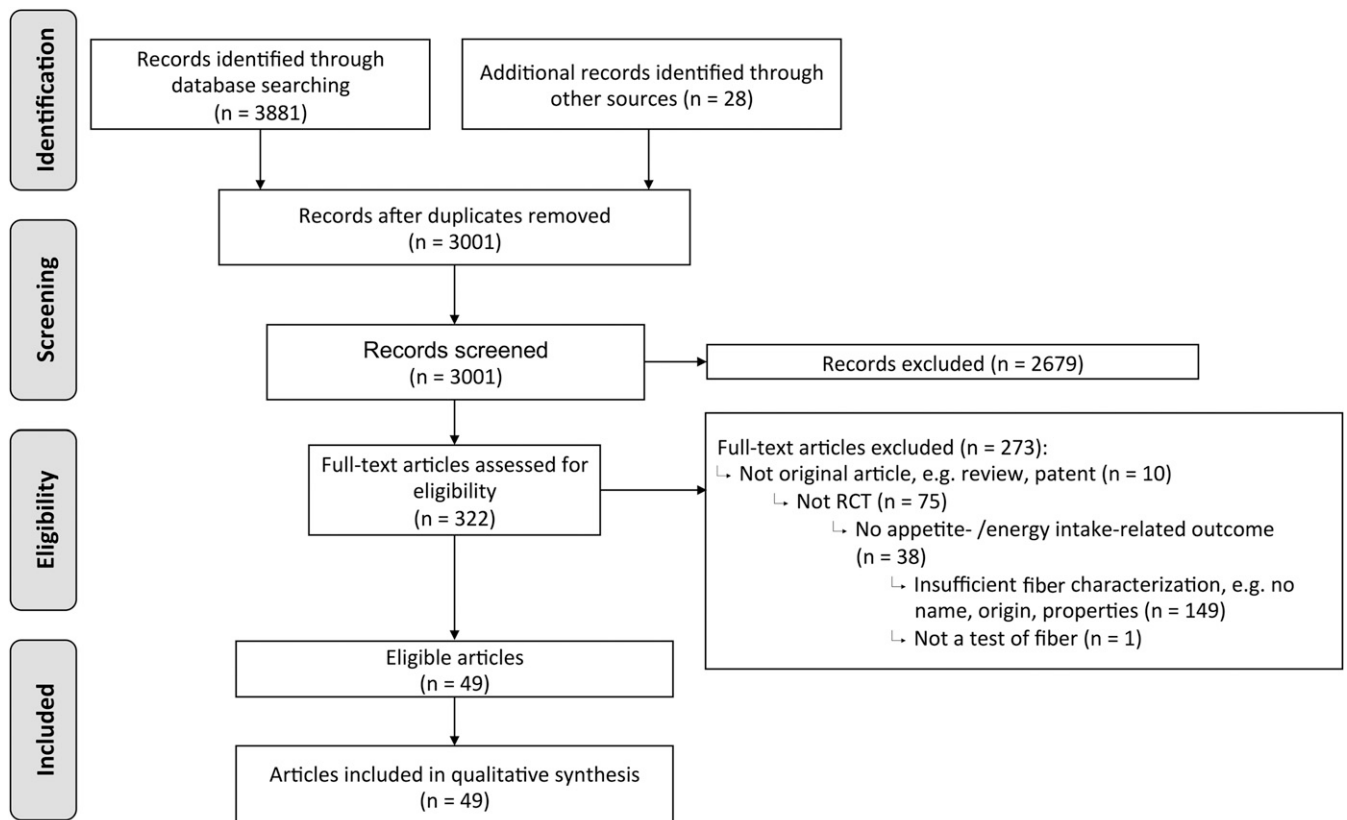 Identification
Records identified through
database searching
(n = 3881)
Additional records identified through
other sources (n = 28)
Records after duplicates removed
(n = 3001)
Screening
Records screened
(n = 3001)
Records excluded (n = 2679)
Eligibility
Full-text articles assessed for
eligibility
(n = 322)
Full-text articles excluded (n = 273):
↳ Not original article, e.g. review, patent (n = 10)
↳ Not RCT (n = 75)
↳ No appetite- /energy intake-related outcome
(n = 38)
↳ Insufficient fiber characterization, e.g. no
name, origin, properties (n = 149)
↳ Not a test of fiber (n = 1)
Included
Eligible articles
(n = 49)
Articles included in qualitative synthesis
(n = 49)